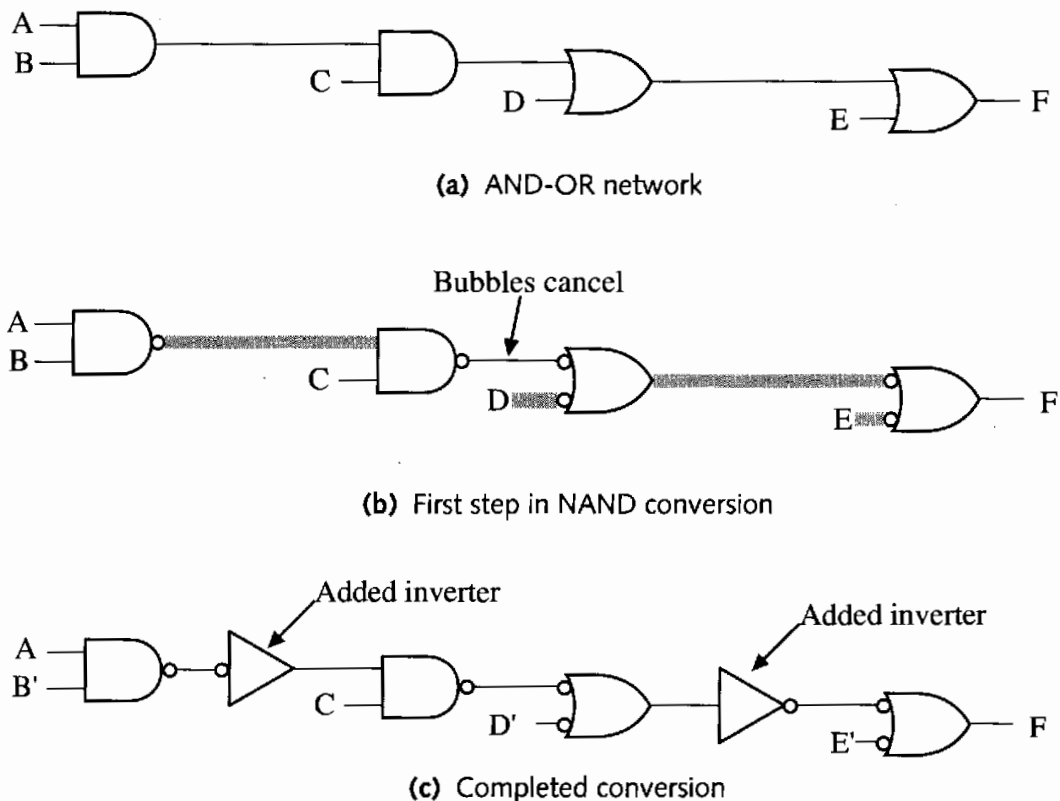 A
B
C
D
E
F
(a) AND-OR network
Bubbles cancel
A
B
C
D
E
F
(b) First step in NAND conversion
Added inverter
Added inverter
A
B'
C
D'
E'
F
(c) Completed conversion